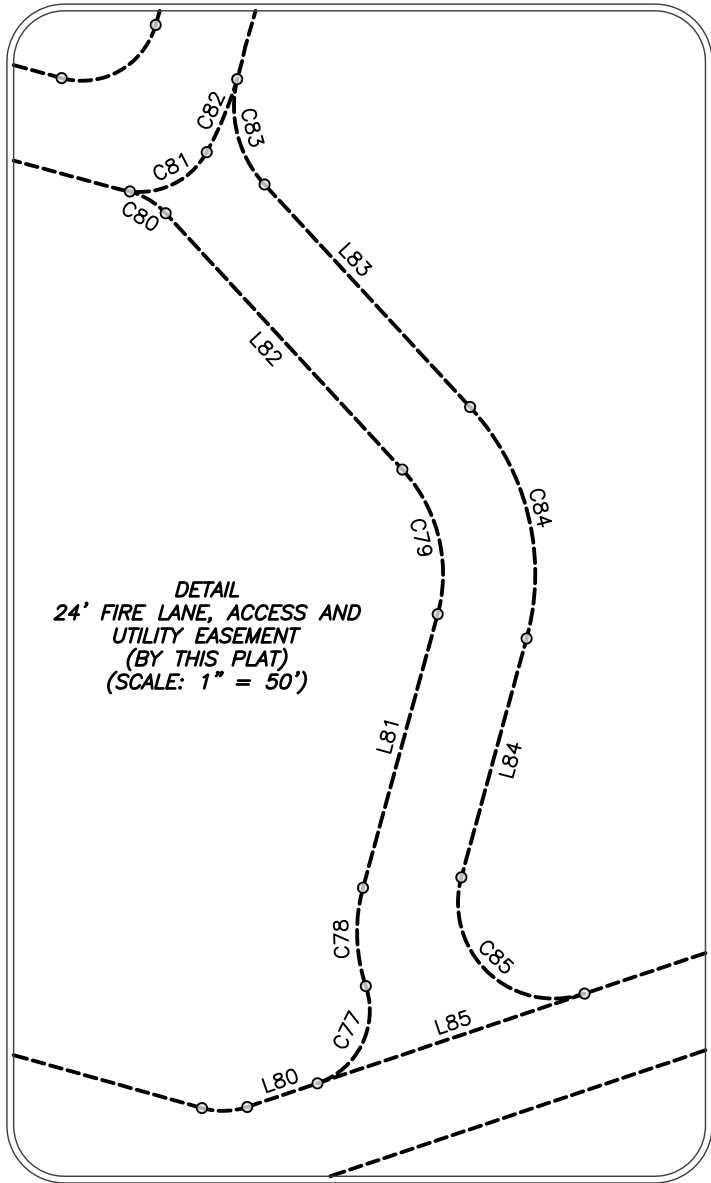 C82
C83
C81
C80
L83
L82
C84
C79
DETAIL
24' FIRE LANE, ACCESS AND
UTILITY EASEMENT
(BY THIS PLAT)
(SCALE: 1" = 50')
L81
L84
C78
C85
C77
L85
L80